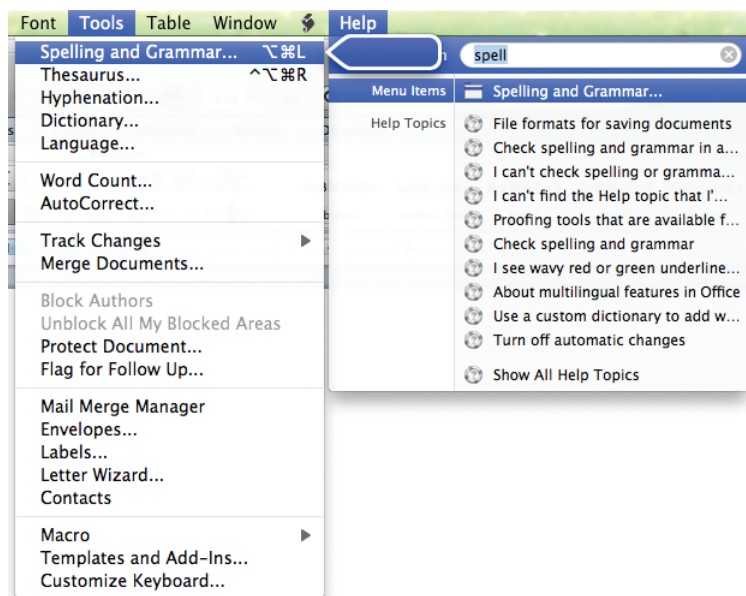 Font Tools Table Window Help
Spelling and Grammar... ⌥⌘L
Thesaurus... ^⌥⌘R
Hyphenation...
Dictionary...
Language...
Word Count...
AutoCorrect...
Track Changes
Merge Documents...
Block Authors
Unblock All My Blocked Areas
Protect Document...
Flag for Follow Up...
Mail Merge Manager
Envelopes...
Labels...
Letter Wizard...
Contacts
Macro
Templates and Add-Ins...
Customize Keyboard...
spell
Menu Items Spelling and Grammar...
Help Topics File formats for saving documents
Check spelling and grammar in a...
I can't check spelling or gramma...
I can't find the Help topic that I'...
Proofing tools that are available f...
Check spelling and grammar
I see wavy red or green underline...
About multilingual features in Office
Use a custom dictionary to add w...
Turn off automatic changes
Show All Help Topics